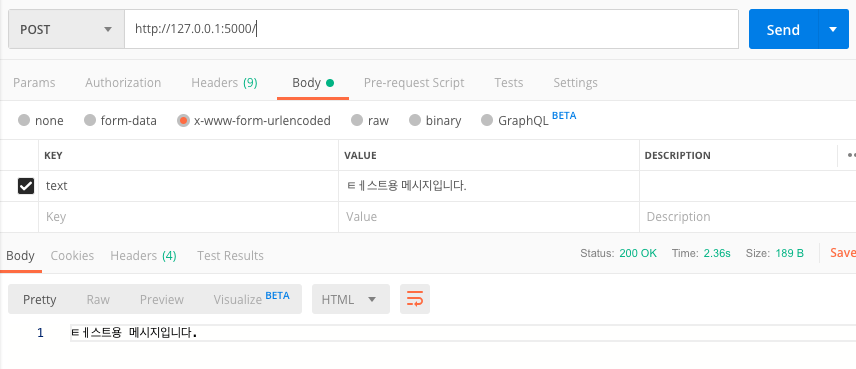 POST http://127.0.0.1:5000/ Send
Params Authorization Headers (9) Body Pre-request Script Tests Settings
none form-data x-www-form-urlencoded raw binary GraphQL BETA
KEY VALUE DESCRIPTION
text ㅌㅔ스트용 메시지입니다.
Key Value Description
Body Cookies Headers (4) Test Results Status: 200 OK Time: 2.36s Size: 189 B Save
Pretty Raw Preview Visualize BETA HTML
1 ㅌㅔ스트용 메시지입니다.